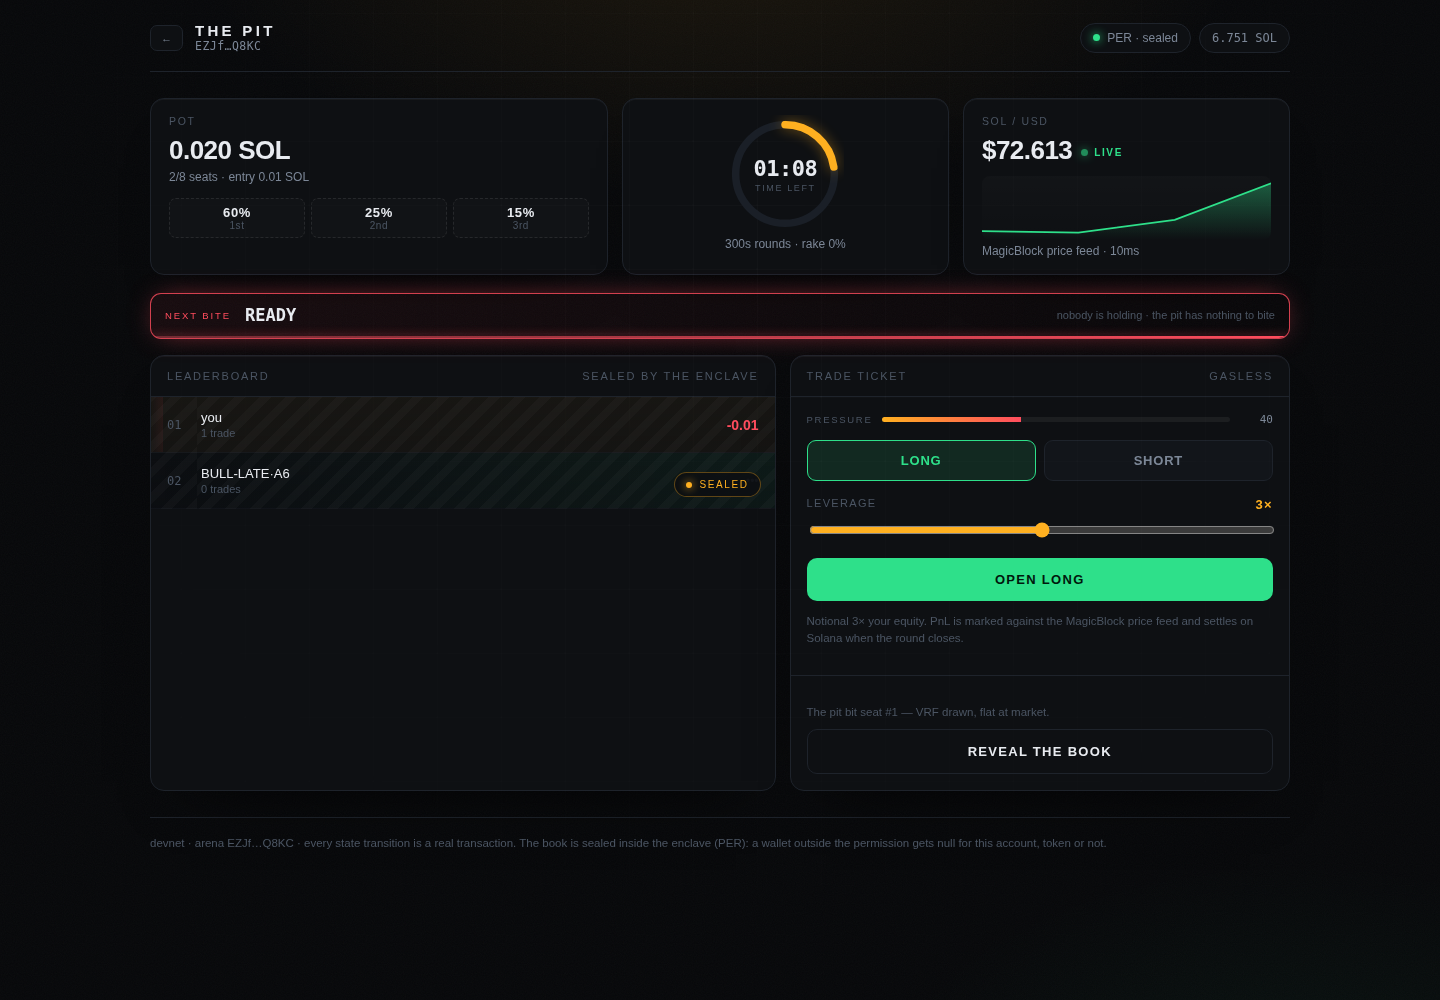 ←
THE PIT
EZJf…Q8KC
PER · sealed
6.751 SOL
POT
0.020 SOL
2/8 seats · entry 0.01 SOL
60%
1st
25%
2nd
15%
3rd
01:08
TIME LEFT
300s rounds · rake 0%
SOL / USD
$72.613
LIVE
MagicBlock price feed · 10ms
NEXT BITE
READY
nobody is holding · the pit has nothing to bite
LEADERBOARD
SEALED BY THE ENCLAVE
01
you
1 trade
-0.01
02
BULL-LATE·A6
0 trades
SEALED
TRADE TICKET
GASLESS
PRESSURE
40
LONG
SHORT
LEVERAGE
3×
OPEN LONG
Notional 3× your equity. PnL is marked against the MagicBlock price feed and settles on
Solana when the round closes.
The pit bit seat #1 — VRF drawn, flat at market.
REVEAL THE BOOK
devnet · arena EZJf…Q8KC · every state transition is a real transaction. The book is sealed inside the enclave (PER): a wallet outside the permission gets null for this account, token or not.